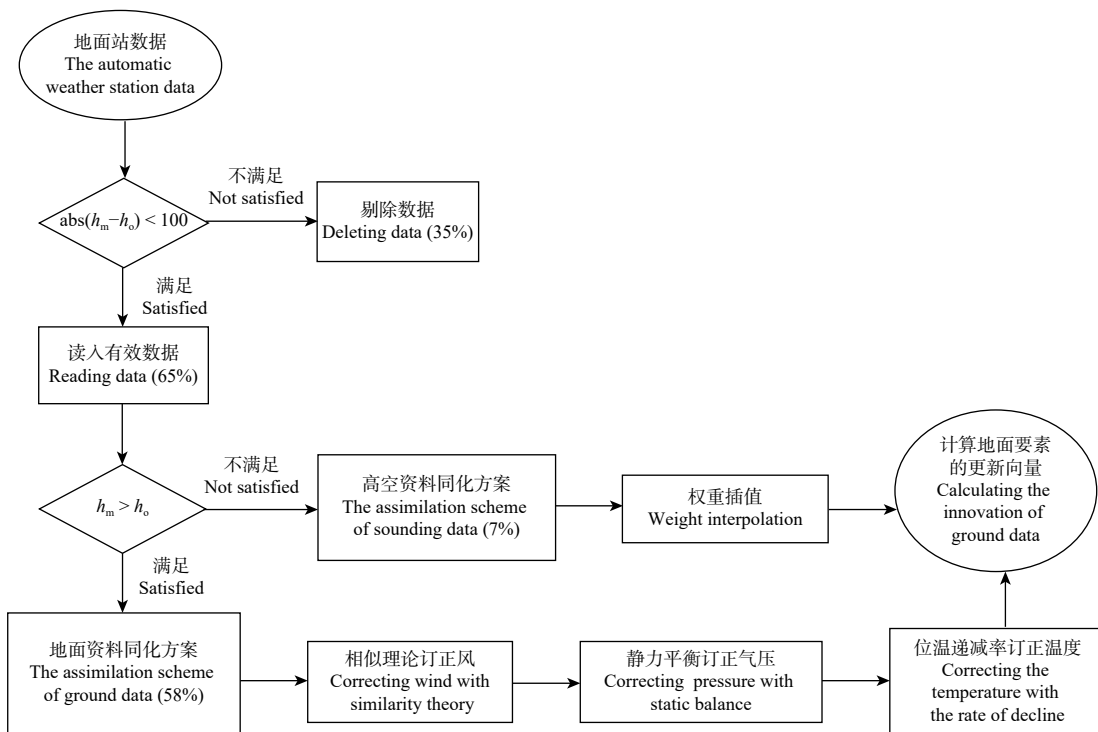 地面站数据
The automatic
weather station data
abs(hm−ho) < 100
不满足
Not satisfied
剔除数据
Deleting data (35%)
满足
Satisfied
读入有效数据
Reading data (65%)
hm > ho
不满足
Not satisfied
高空资料同化方案
The assimilation scheme
of sounding data (7%)
权重插值
Weight interpolation
计算地面要素
的更新向量
Calculating the
innovation of
ground data
满足
Satisfied
地面资料同化方案
The assimilation scheme
of ground data (58%)
相似理论订正风
Correcting wind with
similarity theory
静力平衡订正气压
Correcting pressure with
static balance
位温递减率订正温度
Correcting the
temperature with
the rate of decline